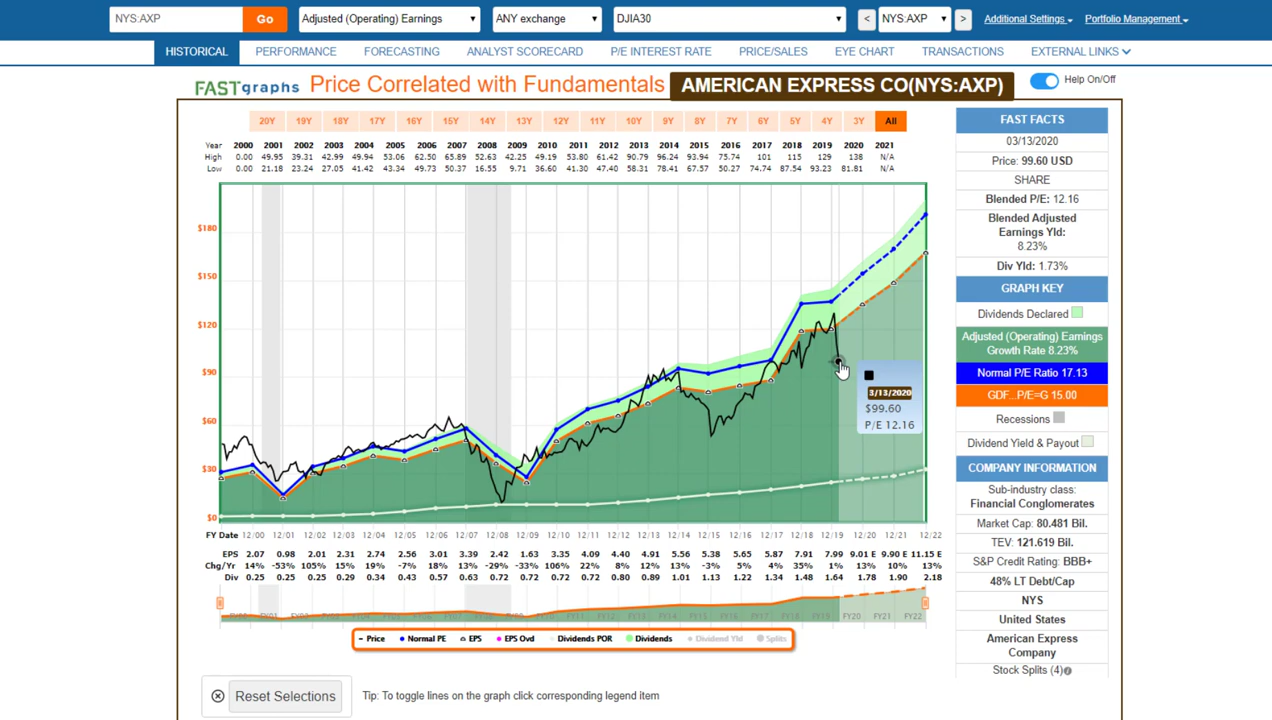 NYS:AXP Go Adjusted (Operating) Earnings ANY exchange DJIA30 < NYS:AXP > Additional Settings Portfolio Management
HISTORICAL PERFORMANCE FORECASTING ANALYST SCORECARD P/E INTEREST RATE PRICE/SALES EYE CHART TRANSACTIONS EXTERNAL LINKS
FASTgraphs Price Correlated with Fundamentals AMERICAN EXPRESS CO(NYS:AXP) Help On/Off
20Y 19Y 18Y 17Y 16Y 15Y 14Y 13Y 12Y 11Y 10Y 9Y 8Y 7Y 6Y 5Y 4Y 3Y All
Year 2000 2001 2002 2003 2004 2005 2006 2007 2008 2009 2010 2011 2012 2013 2014 2015 2016 2017 2018 2019 2020 2021
High 0.00 49.95 39.31 42.99 49.94 53.06 62.50 65.89 52.63 42.25 49.19 53.80 61.42 90.79 96.24 93.94 75.74 101 115 129 138 N/A
Low 0.00 21.18 23.24 27.05 41.42 43.34 49.73 50.37 16.55 9.71 36.60 41.30 47.40 58.31 78.41 67.57 50.27 74.74 87.54 93.23 81.81 N/A
$180
$150
$120
$90
$60
$30
$0
3/13/2020
$99.60
P/E 12.16
FY Date 12/00 12/01 12/02 12/03 12/04 12/05 12/06 12/07 12/08 12/09 12/10 12/11 12/12 12/13 12/14 12/15 12/16 12/17 12/18 12/19 12/20 12/21 12/22
EPS 2.07 0.98 2.01 2.31 2.74 2.56 3.01 3.39 2.42 1.63 3.35 4.09 4.40 4.91 5.56 5.38 5.65 5.87 7.91 7.99 9.01 E 9.90 E 11.15 E
Chg/Yr 14% -53% 105% 15% 19% -7% 18% 13% -29% -33% 106% 22% 8% 12% 13% -3% 5% 4% 35% 1% 13% 10% 13%
Div 0.25 0.25 0.25 0.29 0.34 0.43 0.57 0.63 0.72 0.72 0.72 0.72 0.80 0.89 1.01 1.13 1.24 1.34 1.48 1.64 1.78 1.90 2.18
FY00 FY01 FY02 FY03 FY04 FY05 FY06 FY07 FY08 FY09 FY10 FY11 FY12 FY13 FY14 FY15 FY16 FY17 FY18 FY19 FY20 FY21 FY22
Price Normal PE EPS EPS Ovd Dividends POR Dividends Dividend Yld Splits
Reset Selections Tip: To toggle lines on the graph click corresponding legend item
FAST FACTS
03/13/2020
Price: 99.60 USD
SHARE
Blended P/E: 12.16
Blended Adjusted
Earnings Yld:
8.23%
Div Yld: 1.73%
GRAPH KEY
Dividends Declared
Adjusted (Operating) Earnings
Growth Rate 8.23%
Normal P/E Ratio 17.13
GDF...P/E=G 15.00
Recessions
Dividend Yield & Payout
COMPANY INFORMATION
Sub-industry class:
Financial Conglomerates
Market Cap: 80.481 Bil.
TEV: 121.619 Bil.
S&P Credit Rating: BBB+
48% LT Debt/Cap
NYS
United States
American Express
Company
Stock Splits (4)